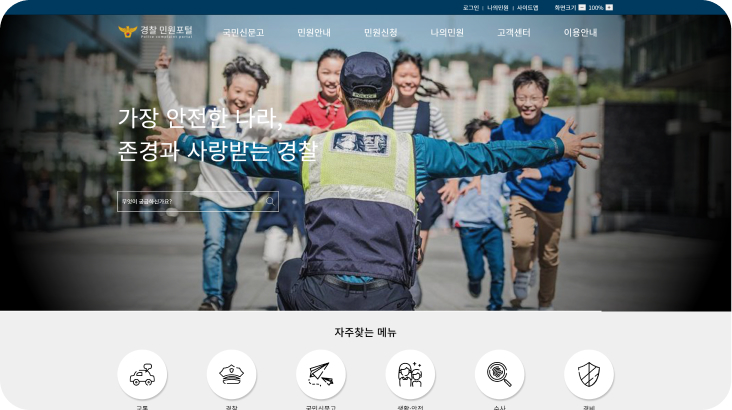 로그인 | 나의민원 | 사이트맵 화면크기 - 100% +
경찰 민원포털
국민신문고 민원안내 민원신청 나의민원 고객센터 이용안내
가장 안전한 나라,
존경과 사랑받는 경찰
무엇이 궁금하신가요?
경찰
자주찾는 메뉴
교통 경찰 국민신문고 생활·안전 수사 경비